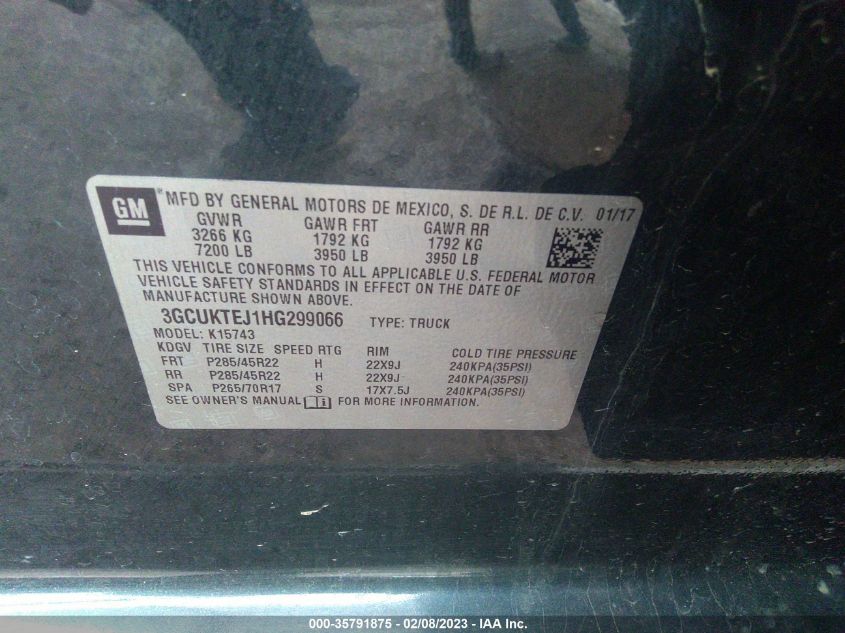 GM
MFD BY GENERAL MOTORS DE MEXICO, S. DE R.L. DE C.V. 01/17
GVWR GAWR FRT GAWR RR
3266 KG 1792 KG 1792 KG
7200 LB 3950 LB 3950 LB
THIS VEHICLE CONFORMS TO ALL APPLICABLE U.S. FEDERAL MOTOR
VEHICLE SAFETY STANDARDS IN EFFECT ON THE DATE OF
MANUFACTURE SHOWN ABOVE.
3GCUKTEJ1HG299066 TYPE: TRUCK
MODEL: K15743
KDGV TIRE SIZE SPEED RTG RIM COLD TIRE PRESSURE
FRT P285/45R22 H 22X9J 240KPA(35PSI)
RR P285/45R22 H 22X9J 240KPA(35PSI)
SPA P265/70R17 S 17X7.5J 240KPA(35PSI)
SEE OWNER'S MANUAL FOR MORE INFORMATION.
000-35791875 - 02/08/2023 - IAA Inc.